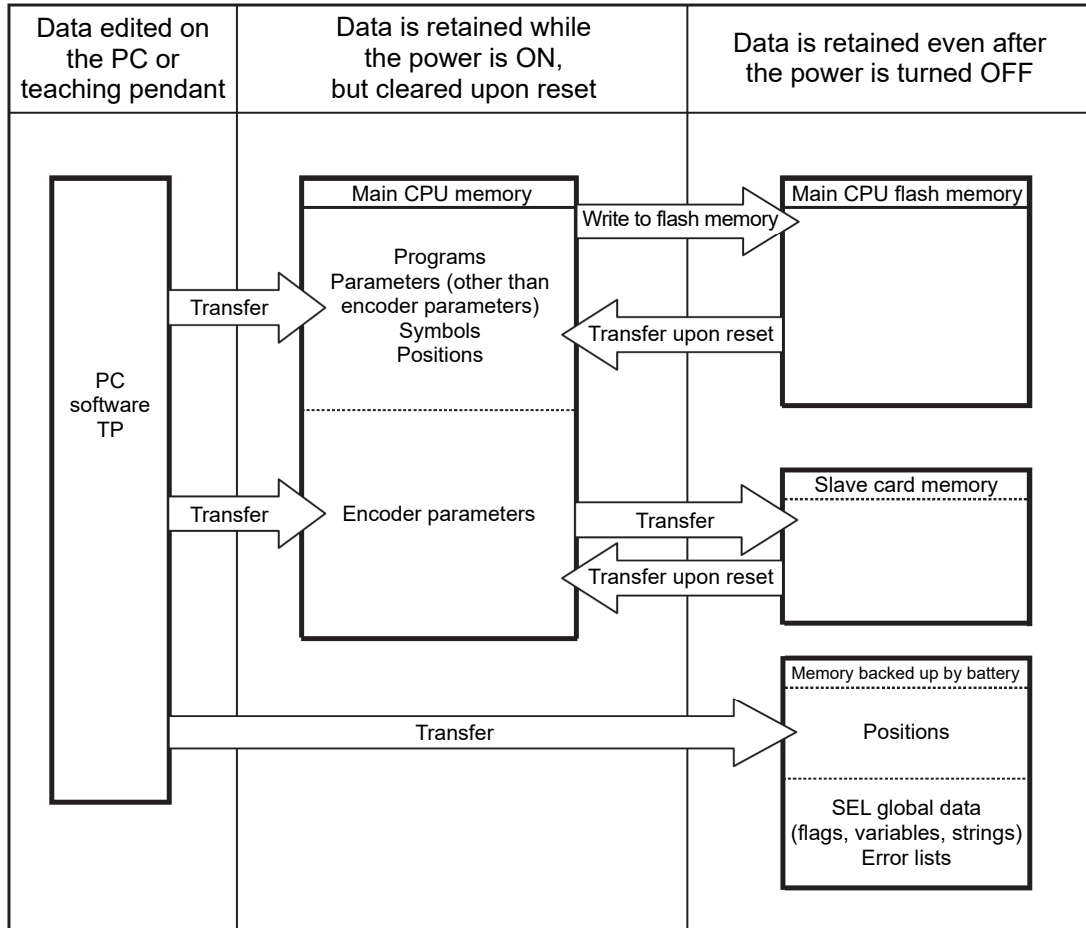 Data edited on
the PC or
teaching pendant
Data is retained while
the power is ON,
but cleared upon reset
Data is retained even after
the power is turned OFF
PC
software
TP
Transfer
Transfer
Main CPU memory
Programs
Parameters (other than
encoder parameters)
Symbols
Positions
Encoder parameters
Write to flash memory
Transfer upon reset
Main CPU flash memory
Transfer
Transfer upon reset
Slave card memory
Transfer
Memory backed up by battery
Positions
SEL global data
(flags, variables, strings)
Error lists